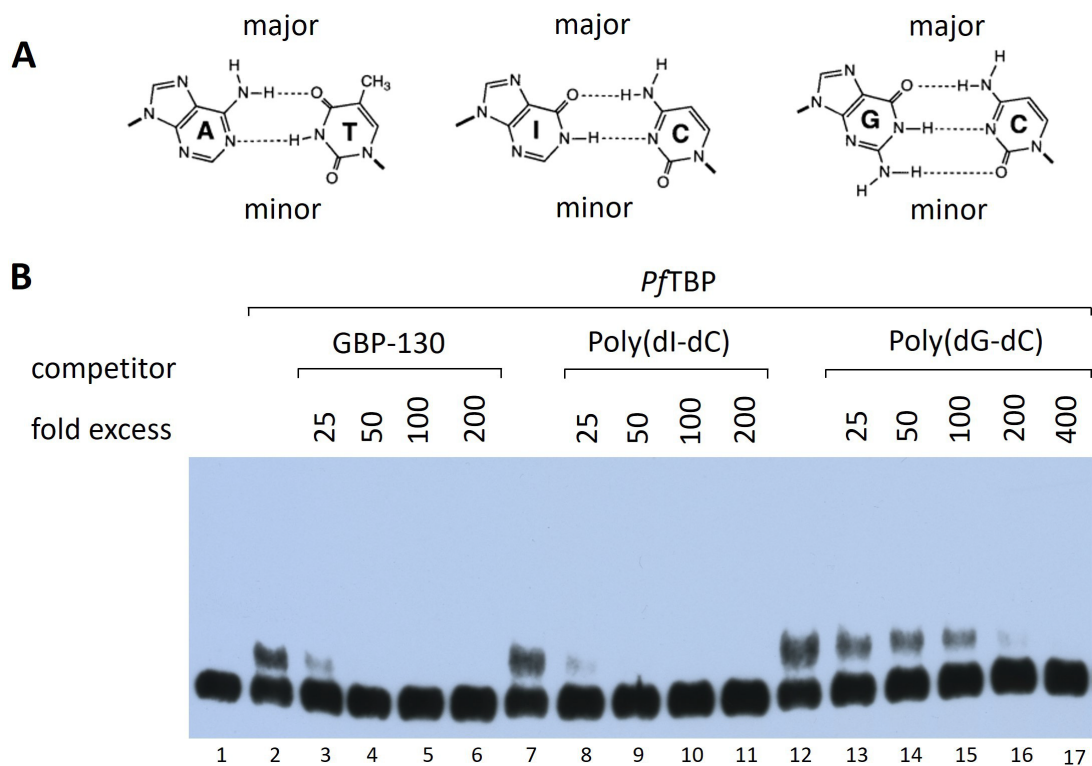 A
major major major
H
N H O CH₃
N N
A N H N T
N N
O
minor
O H N H
N N
I N H N C
N N
O
minor
O H N H
N N
G N H N C
N N
N H O
H
minor
B
PfTBP
GBP-130 Poly(dI-dC) Poly(dG-dC)
competitor
fold excess 25 50 100 200 25 50 100 200 25 50 100 200 400
1 2 3 4 5 6 7 8 9 10 11 12 13 14 15 16 17